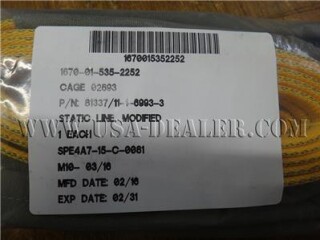 1670015352252
1670-01-535-2252
CAGE 02893
P/N: 81337/11-1-6993-3
STATIC LINE, MODIFIED
1 EACH
WWW.USA-DEALER.COM
SPE4A7-15-C-0081
M10- 03/16
MFD DATE: 02/16
EXP DATE: 02/31